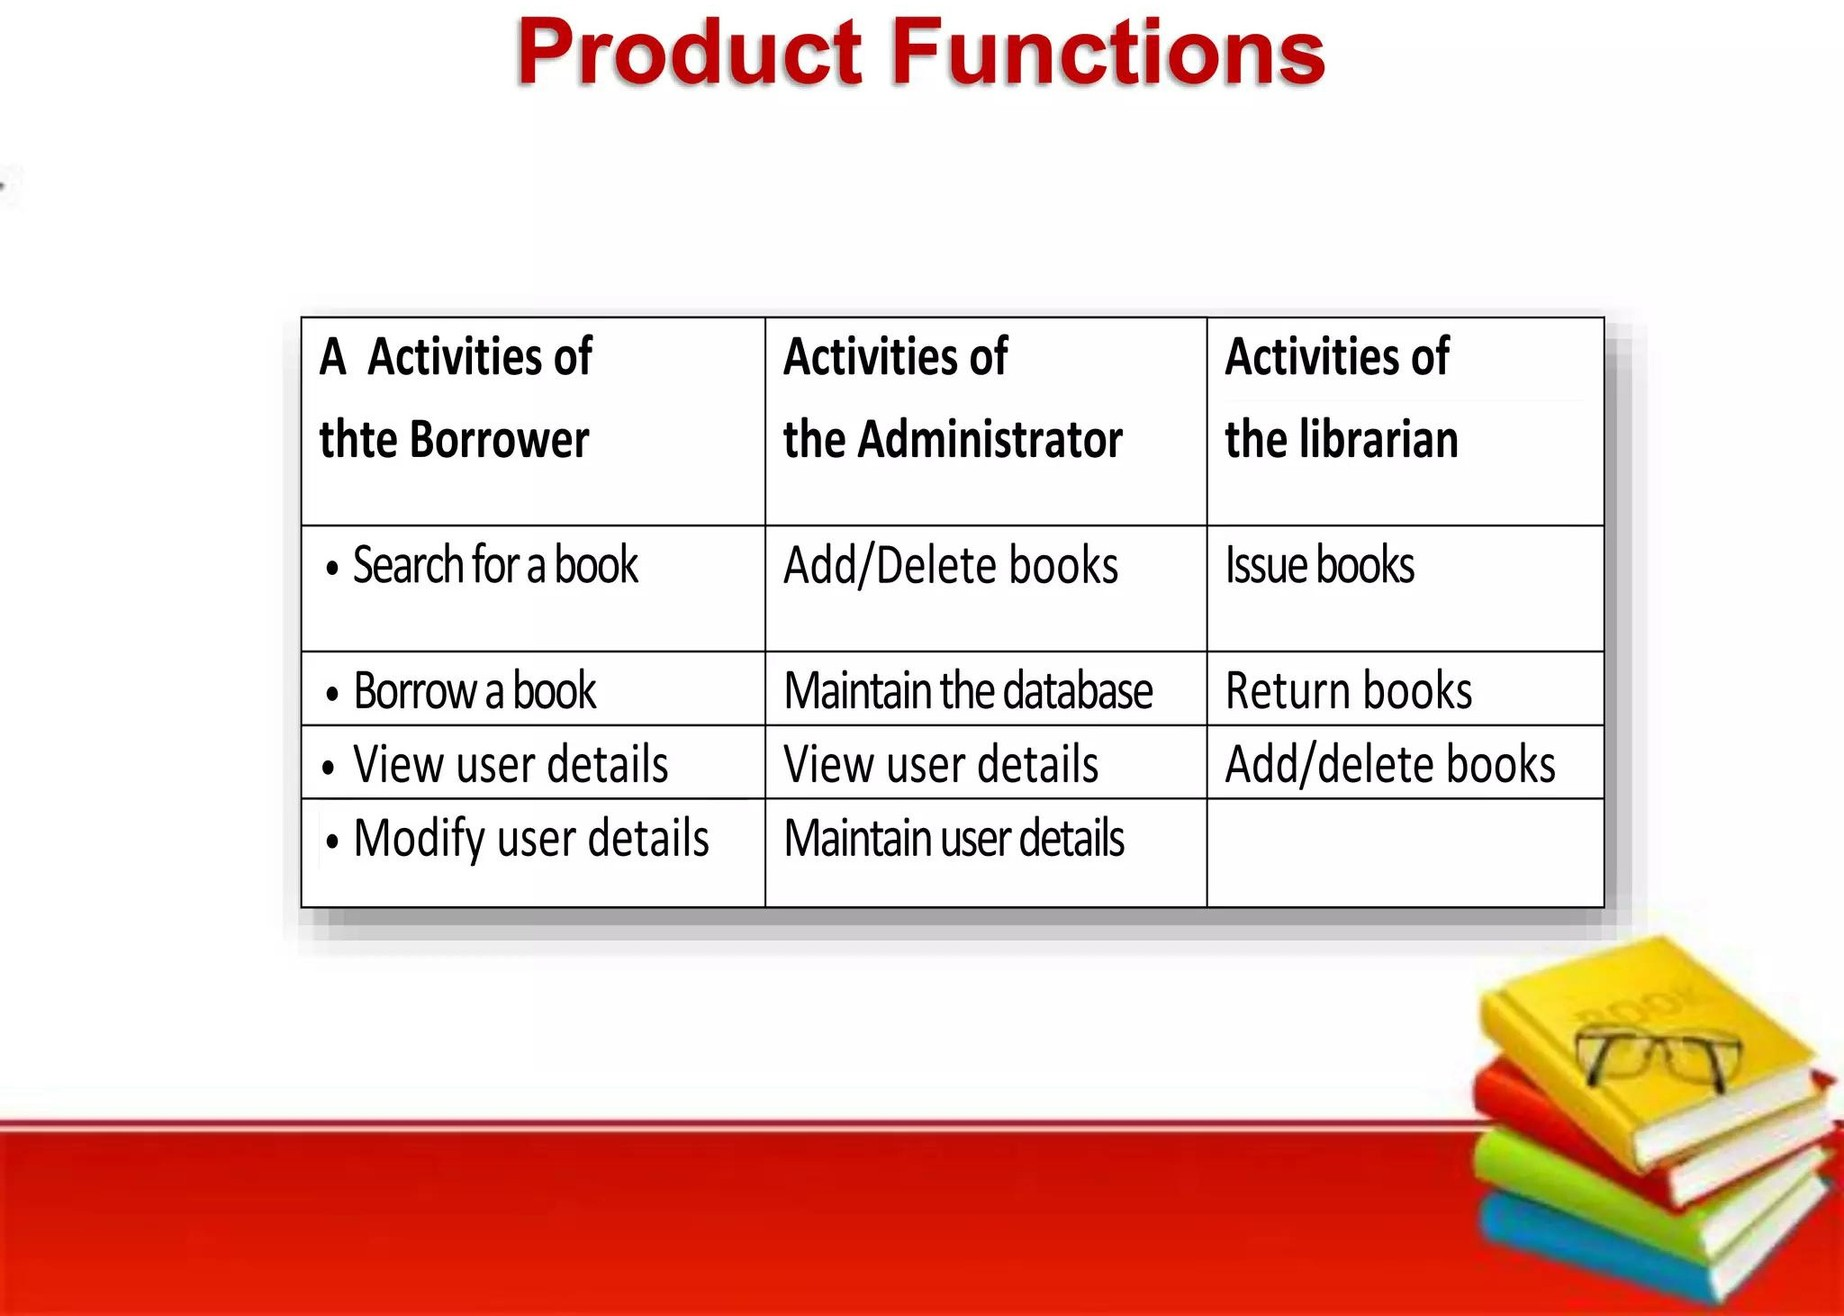 Product Functions
A Activities of
thte Borrower
Activities of
the Administrator
Activities of
the librarian
• Search for a book
Add/Delete books
Issue books
• Borrow a book
Maintain the database
Return books
• View user details
View user details
Add/delete books
• Modify user details
Maintain user details
BOOK